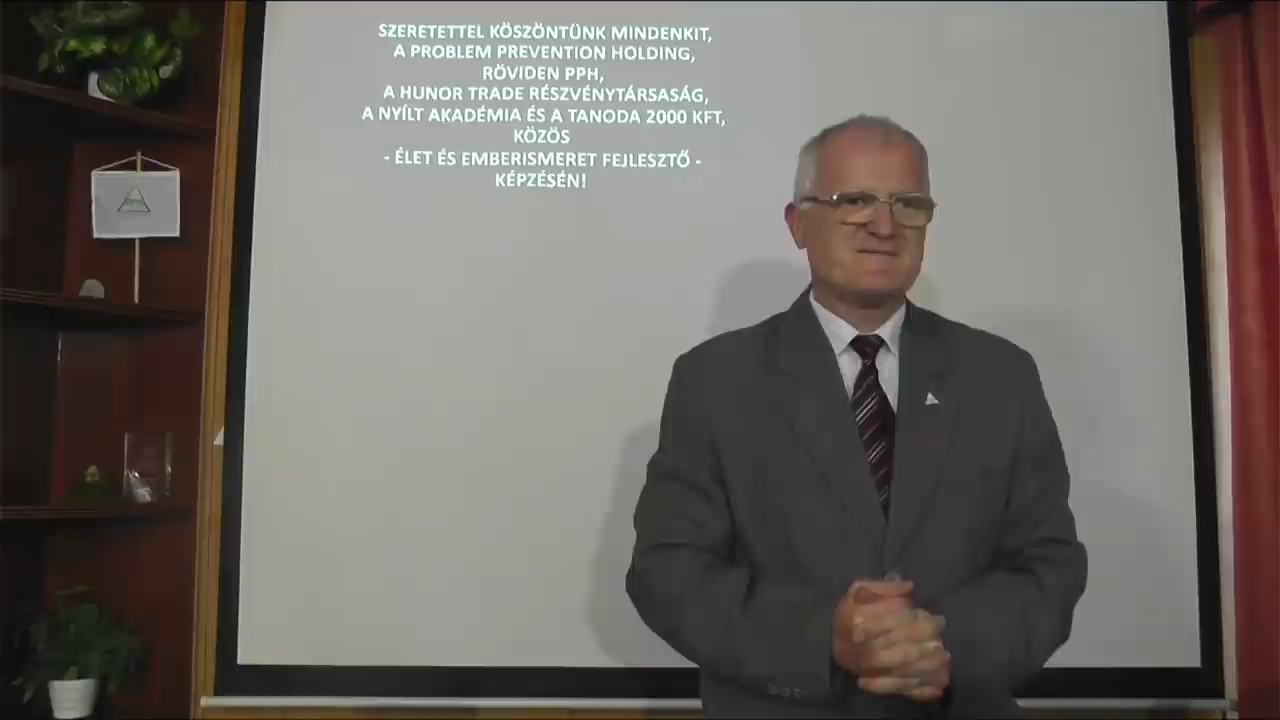 SZERETETTEL KÖSZÖNTÜNK MINDENKIT,
A PROBLEM PREVENTION HOLDING,
RÖVIDEN PPH,
A HUNOR TRADE RÉSZVÉNYTÁRSASÁG,
A NYÍLT AKADÉMIA ÉS A TANODA 2000 KFT,
KÖZÖS
- ÉLET ÉS EMBERISMERET FEJLESZTŐ -
KÉPZÉSÉN!